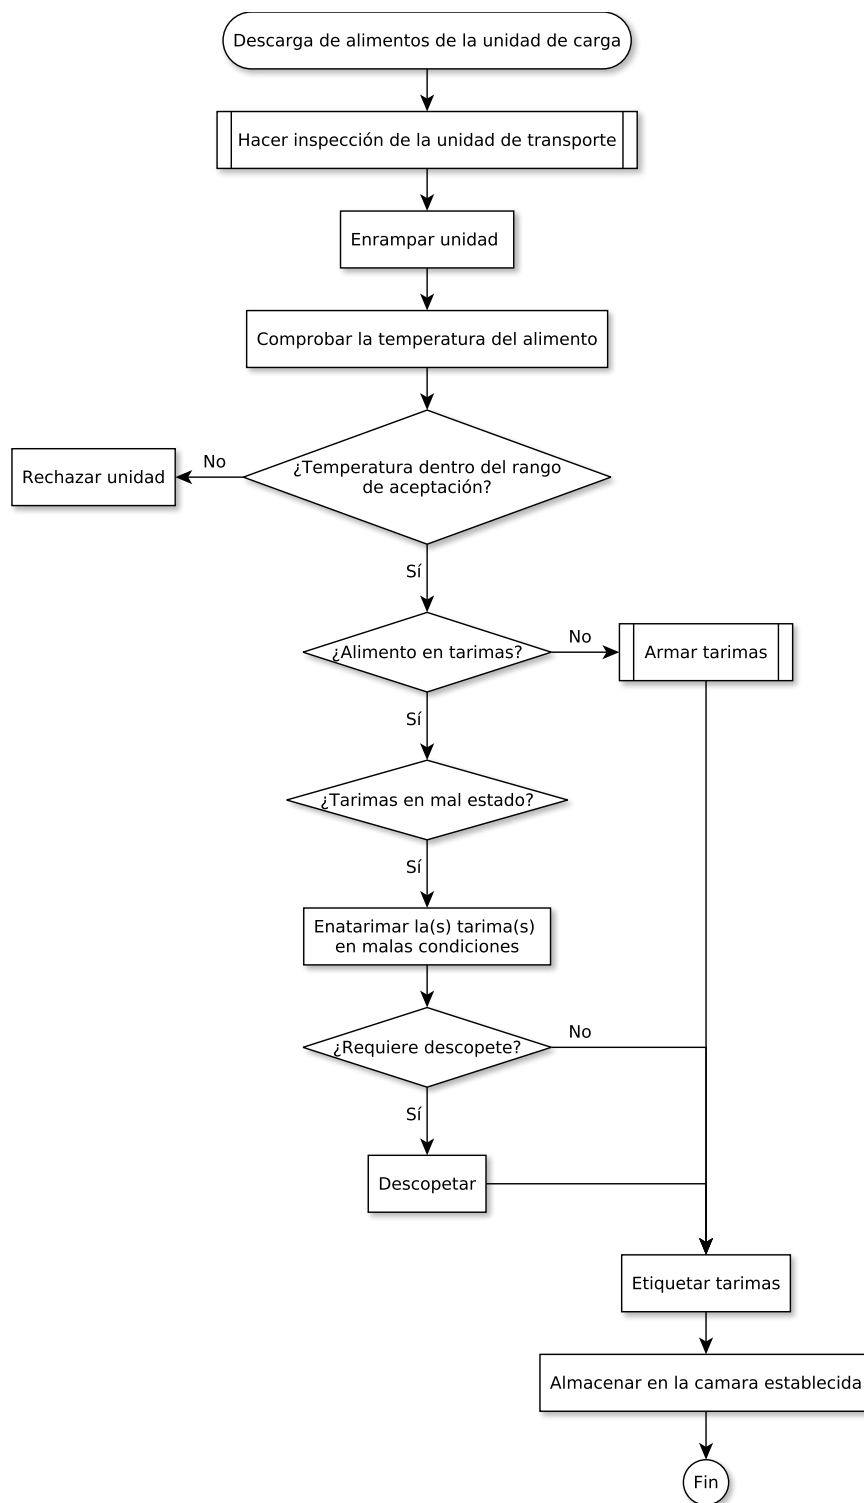 Descarga de alimentos de la unidad de carga
Hacer inspección de la unidad de transporte
Enrampar unidad
Comprobar la temperatura del alimento
¿Temperatura dentro del rango
de aceptación?
No
Rechazar unidad
Sí
¿Alimento en tarimas?
No
Armar tarimas
Sí
¿Tarimas en mal estado?
Sí
Enatarimar la(s) tarima(s)
en malas condiciones
¿Requiere descopete?
No
Sí
Descopetar
Etiquetar tarimas
Almacenar en la camara establecida
Fin